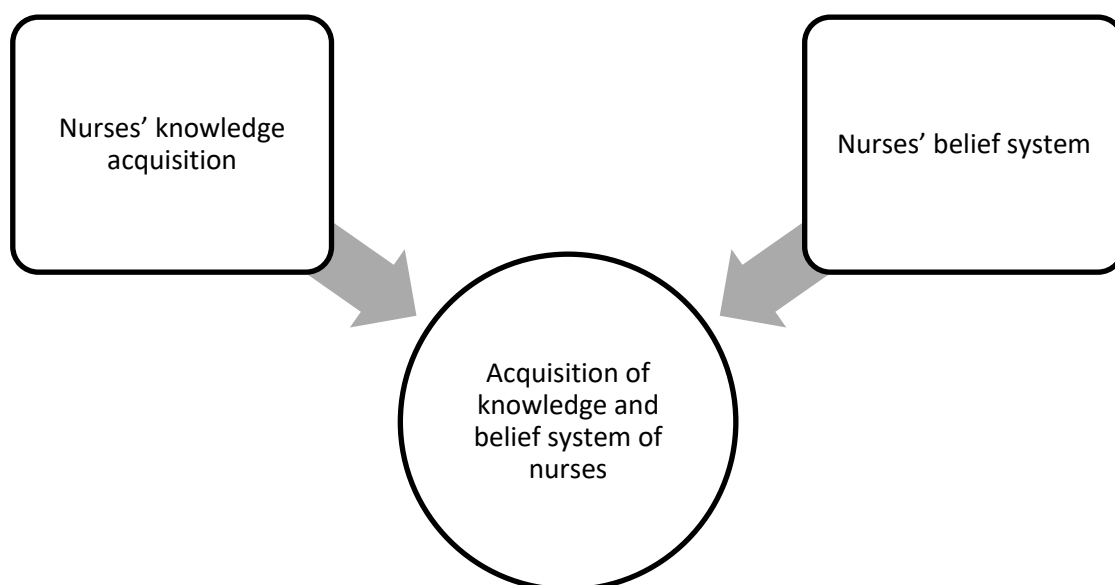 Nurses’ knowledge
acquisition
Nurses’ belief system
Acquisition of
knowledge and
belief system of
nurses